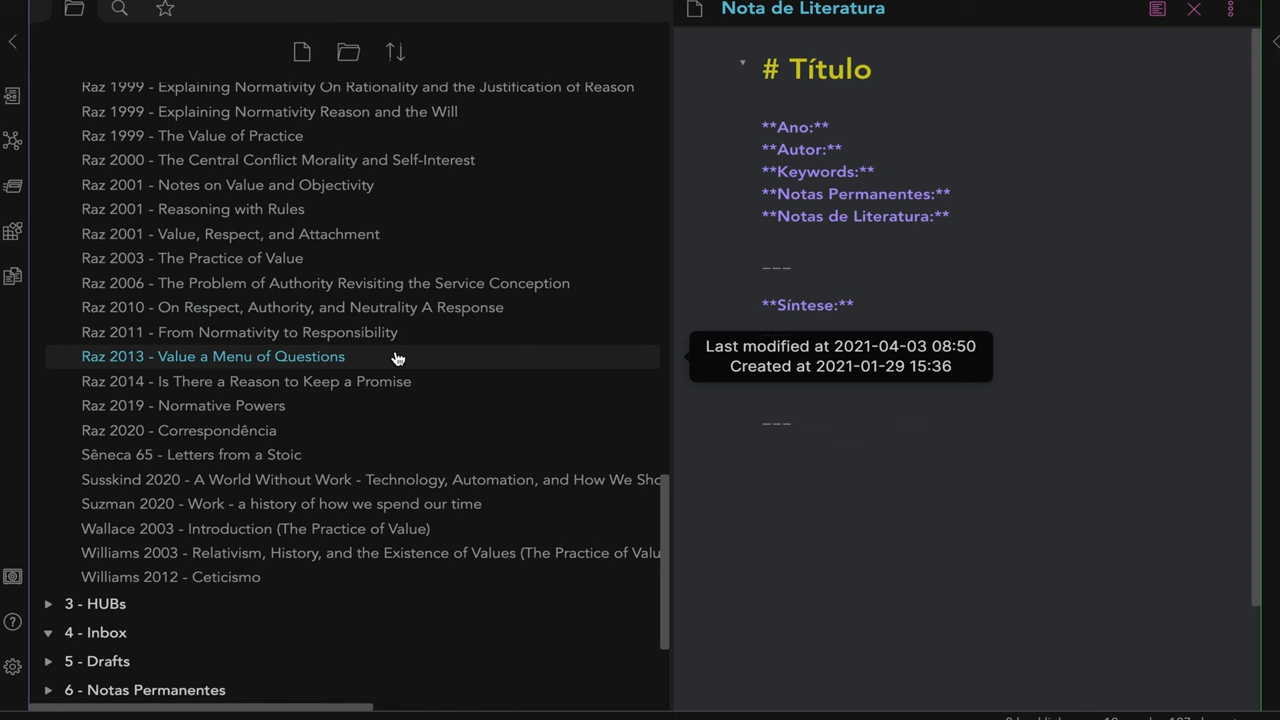 Nota de Literatura
Raz 1999 - Explaining Normativity On Rationality and the Justification of Reason
Raz 1999 - Explaining Normativity Reason and the Will
Raz 1999 - The Value of Practice
Raz 2000 - The Central Conflict Morality and Self-Interest
Raz 2001 - Notes on Value and Objectivity
Raz 2001 - Reasoning with Rules
Raz 2001 - Value, Respect, and Attachment
Raz 2003 - The Practice of Value
Raz 2006 - The Problem of Authority Revisiting the Service Conception
Raz 2010 - On Respect, Authority, and Neutrality A Response
Raz 2011 - From Normativity to Responsibility
Raz 2013 - Value a Menu of Questions
Raz 2014 - Is There a Reason to Keep a Promise
Raz 2019 - Normative Powers
Raz 2020 - Correspondência
Sêneca 65 - Letters from a Stoic
Susskind 2020 - A World Without Work - Technology, Automation, and How We Sho
Suzman 2020 - Work - a history of how we spend our time
Wallace 2003 - Introduction (The Practice of Value)
Williams 2003 - Relativism, History, and the Existence of Values (The Practice of Valu
Williams 2012 - Ceticismo
3 - HUBs
4 - Inbox
5 - Drafts
6 - Notas Permanentes
# Título
**Ano:**
**Autor:**
**Keywords:**
**Notas Permanentes:**
**Notas de Literatura:**
---
**Síntese:**
Last modified at 2021-04-03 08:50
Created at 2021-01-29 15:36
---